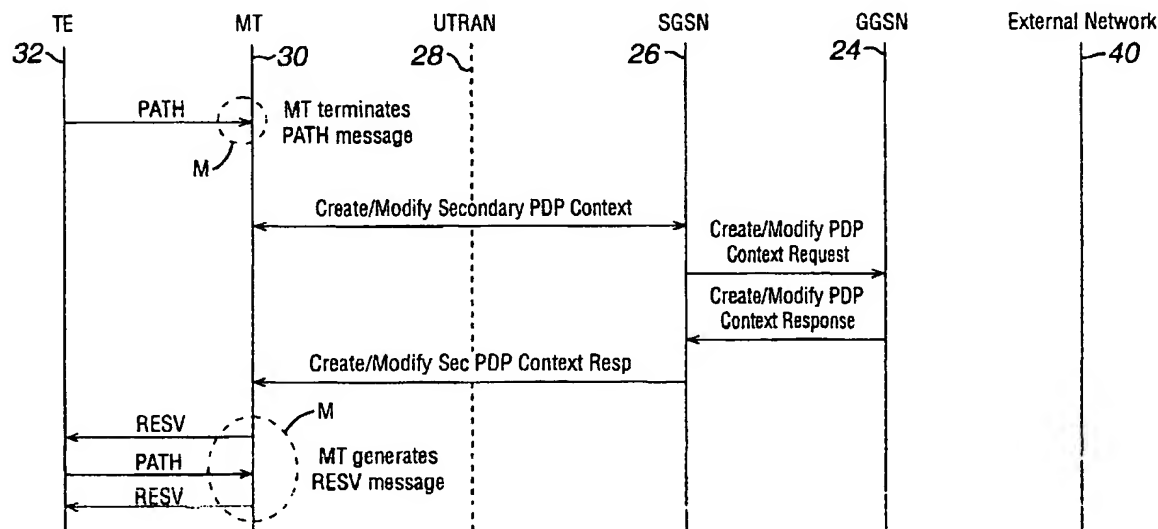 TE MT UTRAN SGSN GGSN External Network
32 30 28 26 24 40
PATH
MT terminates
PATH message
M
Create/Modify Secondary PDP Context
Create/Modify PDP
Context Request
Create/Modify PDP
Context Response
Create/Modify Sec PDP Context Resp
M
RESV
PATH
MT generates
RESV message
RESV